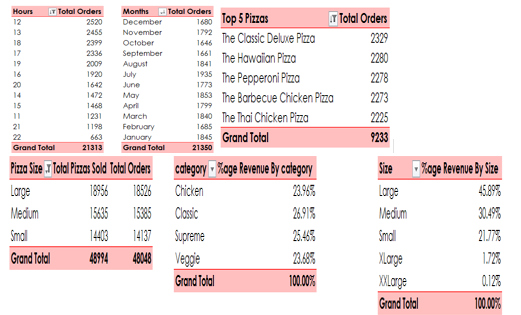 Hours Total Orders
12 2520
13 2455
18 2399
17 2336
19 2009
16 1920
20 1642
14 1472
15 1468
11 1231
21 1198
22 663
Grand Total 21313
Months Total Orders
December 1680
November 1792
October 1646
September 1661
August 1841
July 1935
June 1773
May 1853
April 1799
March 1840
February 1685
January 1845
Grand Total 21350
Top 5 Pizzas Total Orders
The Classic Deluxe Pizza 2329
The Hawaiian Pizza 2280
The Pepperoni Pizza 2278
The Barbecue Chicken Pizza 2273
The Thai Chicken Pizza 2225
Grand Total 9233
Pizza Size Total Pizzas Sold Total Orders
Large 18956 18526
Medium 15635 15385
Small 14403 14137
Grand Total 48994 48048
category %age Revenue By category
Chicken 23.96%
Classic 26.91%
Supreme 25.46%
Veggie 23.68%
Grand Total 100.00%
Size %age Revenue By Size
Large 45.89%
Medium 30.49%
Small 21.77%
XLarge 1.72%
XXLarge 0.12%
Grand Total 100.00%